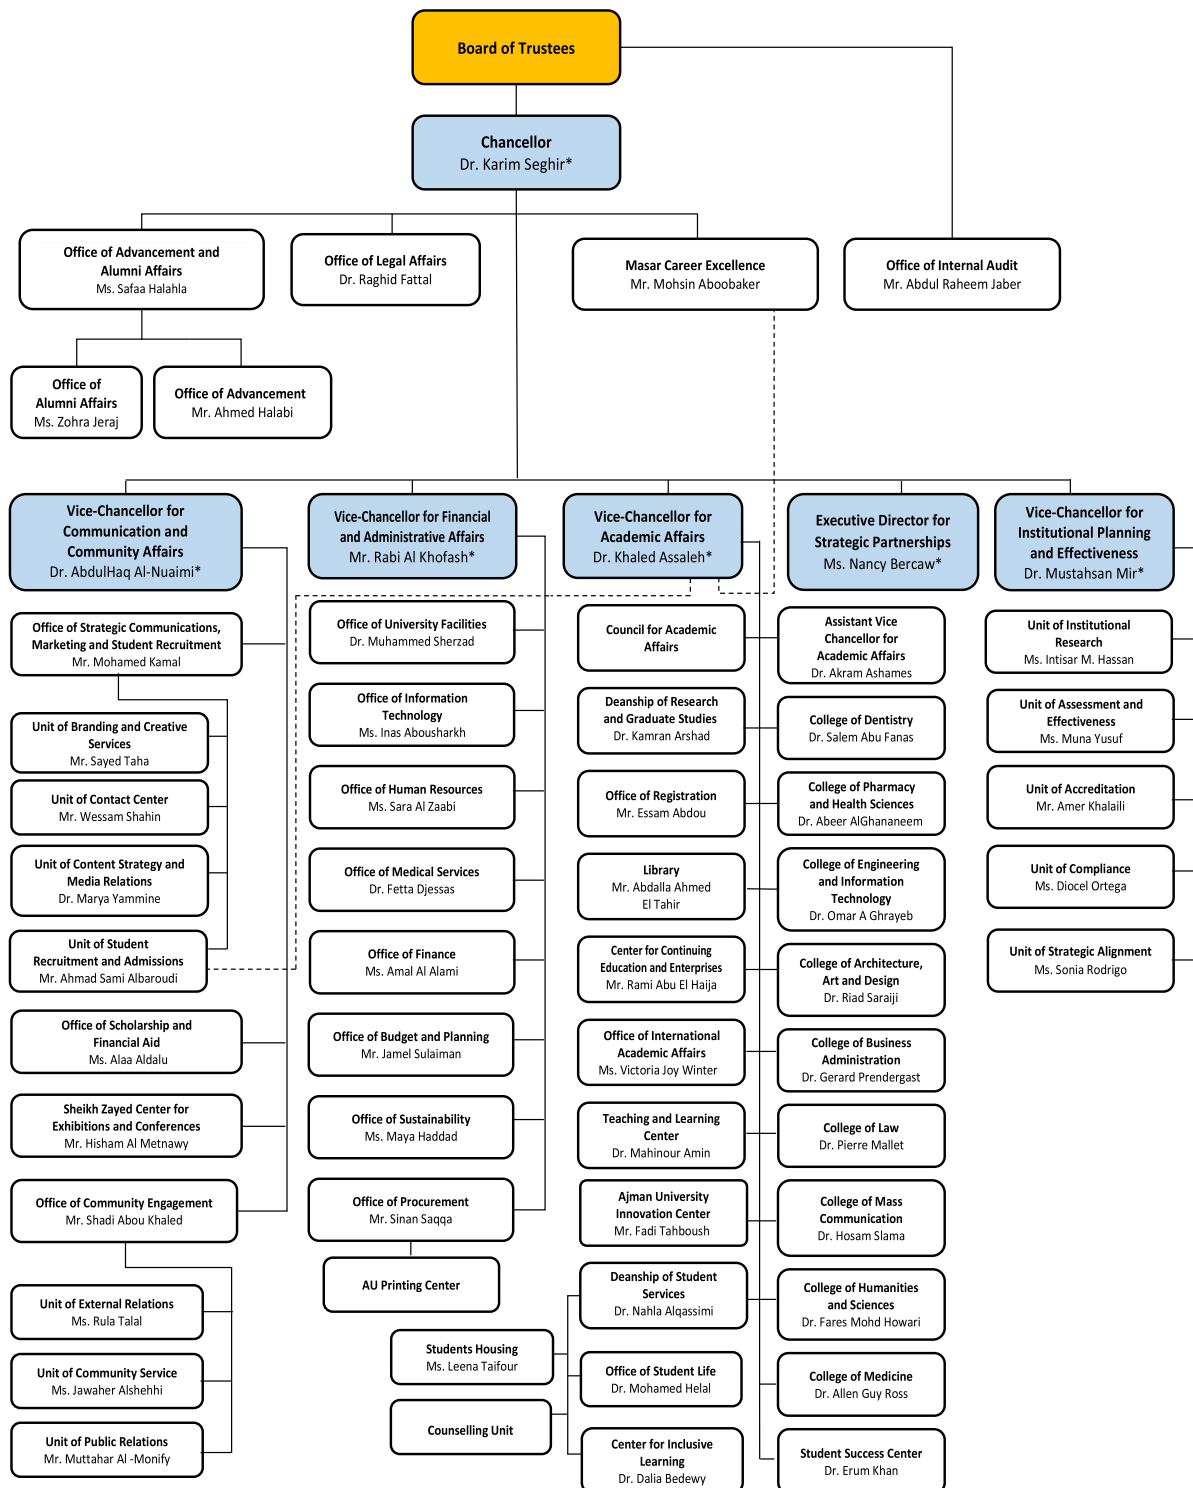 Board of Trustees
Chancellor
Dr. Karim Seghir*
Office of Advancement and
Alumni Affairs
Ms. Safaa Halahla
Office of Legal Affairs
Dr. Raghid Fattal
Masar Career Excellence
Mr. Mohsin Aboobaker
Office of Internal Audit
Mr. Abdul Raheem Jaber
Office of
Alumni Affairs
Ms. Zohra Jeraj
Office of Advancement
Mr. Ahmed Halabi
Vice-Chancellor for
Communication and
Community Affairs
Dr. AbdulHaq Al-Nuaimi*
Vice-Chancellor for Financial
and Administrative Affairs
Mr. Rabi Al Khofash*
Vice-Chancellor for
Academic Affairs
Dr. Khaled Assaleh*
Executive Director for
Strategic Partnerships
Ms. Nancy Bercaw*
Vice-Chancellor for
Institutional Planning
and Effectiveness
Dr. Mustahsan Mir*
Office of Strategic Communications,
Marketing and Student Recruitment
Mr. Mohamed Kamal
Unit of Branding and Creative
Services
Mr. Sayed Taha
Unit of Contact Center
Mr. Wessam Shahin
Unit of Content Strategy and
Media Relations
Dr. Marya Yammine
Unit of Student
Recruitment and Admissions
Mr. Ahmad Sami Albaroudi
Office of Scholarship and
Financial Aid
Ms. Alaa Aldalu
Sheikh Zayed Center for
Exhibitions and Conferences
Mr. Hisham Al Metnawy
Office of Community Engagement
Mr. Shadi Abou Khaled
Unit of External Relations
Ms. Rula Talal
Unit of Community Service
Ms. Jawaher Alshehhi
Unit of Public Relations
Mr. Muttahar Al -Monify
Office of University Facilities
Dr. Muhammed Sherzad
Office of Information
Technology
Ms. Inas Abousharkh
Office of Human Resources
Ms. Sara Al Zaabi
Office of Medical Services
Dr. Fetta Djessas
Office of Finance
Ms. Amal Al Alami
Office of Budget and Planning
Mr. Jamel Sulaiman
Office of Sustainability
Ms. Maya Haddad
Office of Procurement
Mr. Sinan Saqqa
AU Printing Center
Students Housing
Ms. Leena Taifour
Counselling Unit
Council for Academic
Affairs
Deanship of Research
and Graduate Studies
Dr. Kamran Arshad
Office of Registration
Mr. Essam Abdou
Library
Mr. Abdalla Ahmed
El Tahir
Center for Continuing
Education and Enterprises
Mr. Rami Abu El Haija
Office of International
Academic Affairs
Ms. Victoria Joy Winter
Teaching and Learning
Center
Dr. Mahinour Amin
Ajman University
Innovation Center
Mr. Fadi Tahboush
Deanship of Student
Services
Dr. Nahla Alqassimi
Office of Student Life
Dr. Mohamed Helal
Center for Inclusive
Learning
Dr. Dalia Bedewy
Assistant Vice
Chancellor for
Academic Affairs
Dr. Akram Ashames
College of Dentistry
Dr. Salem Abu Fanas
College of Pharmacy
and Health Sciences
Dr. Abeer AlGhananeem
College of Engineering
and Information
Technology
Dr. Omar A Ghrayeb
College of Architecture,
Art and Design
Dr. Riad Saraiji
College of Business
Administration
Dr. Gerard Prendergast
College of Law
Dr. Pierre Mallet
College of Mass
Communication
Dr. Hosam Slama
College of Humanities
and Sciences
Dr. Fares Mohd Howari
College of Medicine
Dr. Allen Guy Ross
Student Success Center
Dr. Erum Khan
Unit of Institutional
Research
Ms. Intisar M. Hassan
Unit of Assessment and
Effectiveness
Ms. Muna Yusuf
Unit of Accreditation
Mr. Amer Khalaili
Unit of Compliance
Ms. Diocel Ortega
Unit of Strategic Alignment
Ms. Sonia Rodrigo